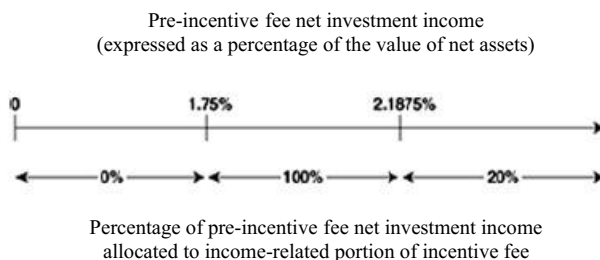 Pre-incentive fee net investment income
(expressed as a percentage of the value of net assets)
0 1.75% 2.1875%
0% 100% 20%
Percentage of pre-incentive fee net investment income
allocated to income-related portion of incentive fee